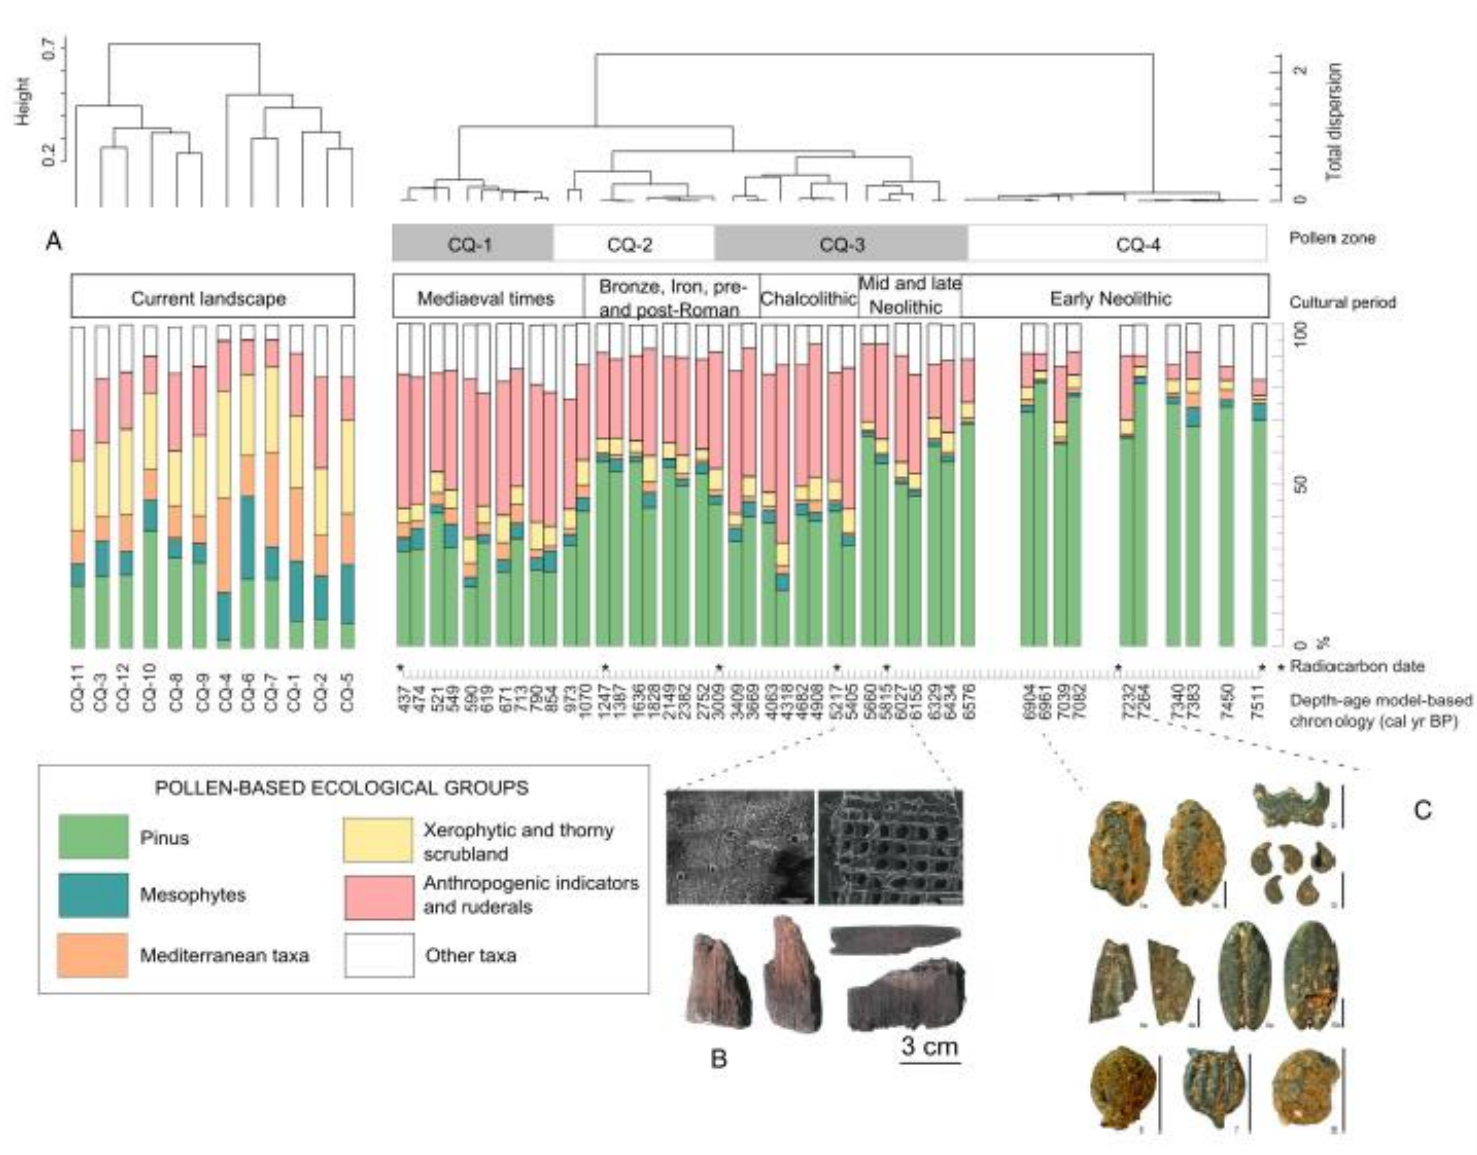 Height
0.7
0.2
2
0
Total dispersion
A
CQ-1
CQ-2
CQ-3
CQ-4
Pollen zone
Current landscape
Mediaeval times
Bronze, Iron, pre-
and post-Roman
Chalcolithic
Mid and late
Neolithic
Early Neolithic
Cultural period
100
50
0
%
CQ-11
CQ-3
CQ-12
CQ-10
CQ-8
CQ-9
CQ-4
CQ-6
CQ-7
CQ-1
CQ-2
CQ-5
* Radiocarbon date
437
474
521
549
590
619
671
713
790
854
973
1070
1247
1387
1636
1828
2149
2382
2752
3009
3409
3669
4063
4318
4682
4908
5217
5405
5660
5815
6027
6155
6329
6434
6576
6904
6961
7039
7082
7232
7264
7340
7383
7450
7511
Depth-age model-based
chronology (cal yr BP)
POLLEN-BASED ECOLOGICAL GROUPS
Pinus
Xerophytic and thorny
scrubland
Mesophytes
Anthropogenic indicators
and ruderals
Mediterranean taxa
Other taxa
B
3 cm
C